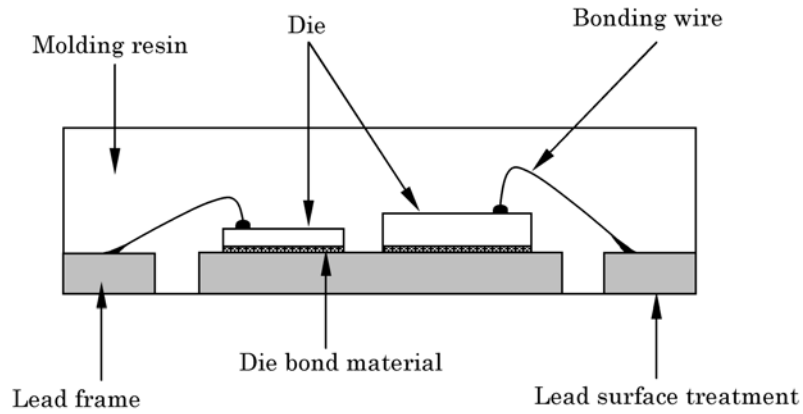 Die
Bonding wire
Molding resin
Die bond material
Lead frame
Lead surface treatment